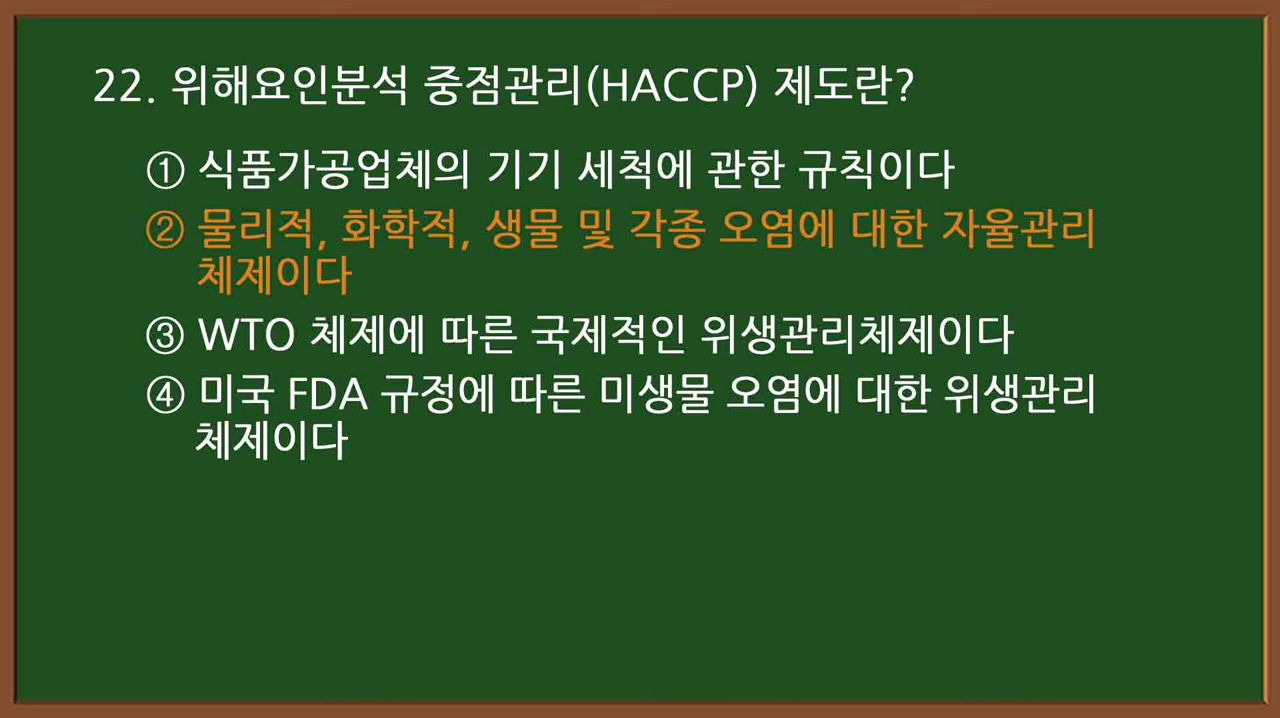 22. 위해요인분석 중점관리(HACCP) 제도란?
① 식품가공업체의 기기 세척에 관한 규칙이다
② 물리적, 화학적, 생물 및 각종 오염에 대한 자율관리
체제이다
③ WTO 체제에 따른 국제적인 위생관리체제이다
④ 미국 FDA 규정에 따른 미생물 오염에 대한 위생관리
체제이다